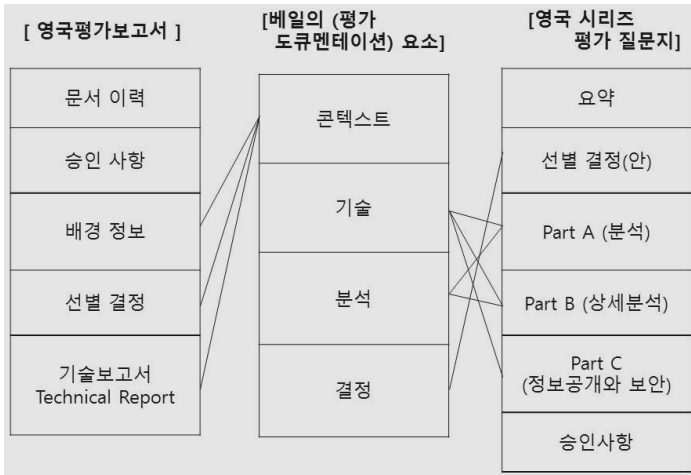 [ 영국평가보고서 ]
문서 이력
승인 사항
배경 정보
선별 결정
기술보고서
Technical Report
[베일의 (평가
도큐멘테이션) 요소]
콘텍스트
기술
분석
결정
[영국 시리즈
평가 질문지]
요약
선별 결정(안)
Part A (분석)
Part B (상세분석)
Part C
(정보공개와 보안)
승인사항